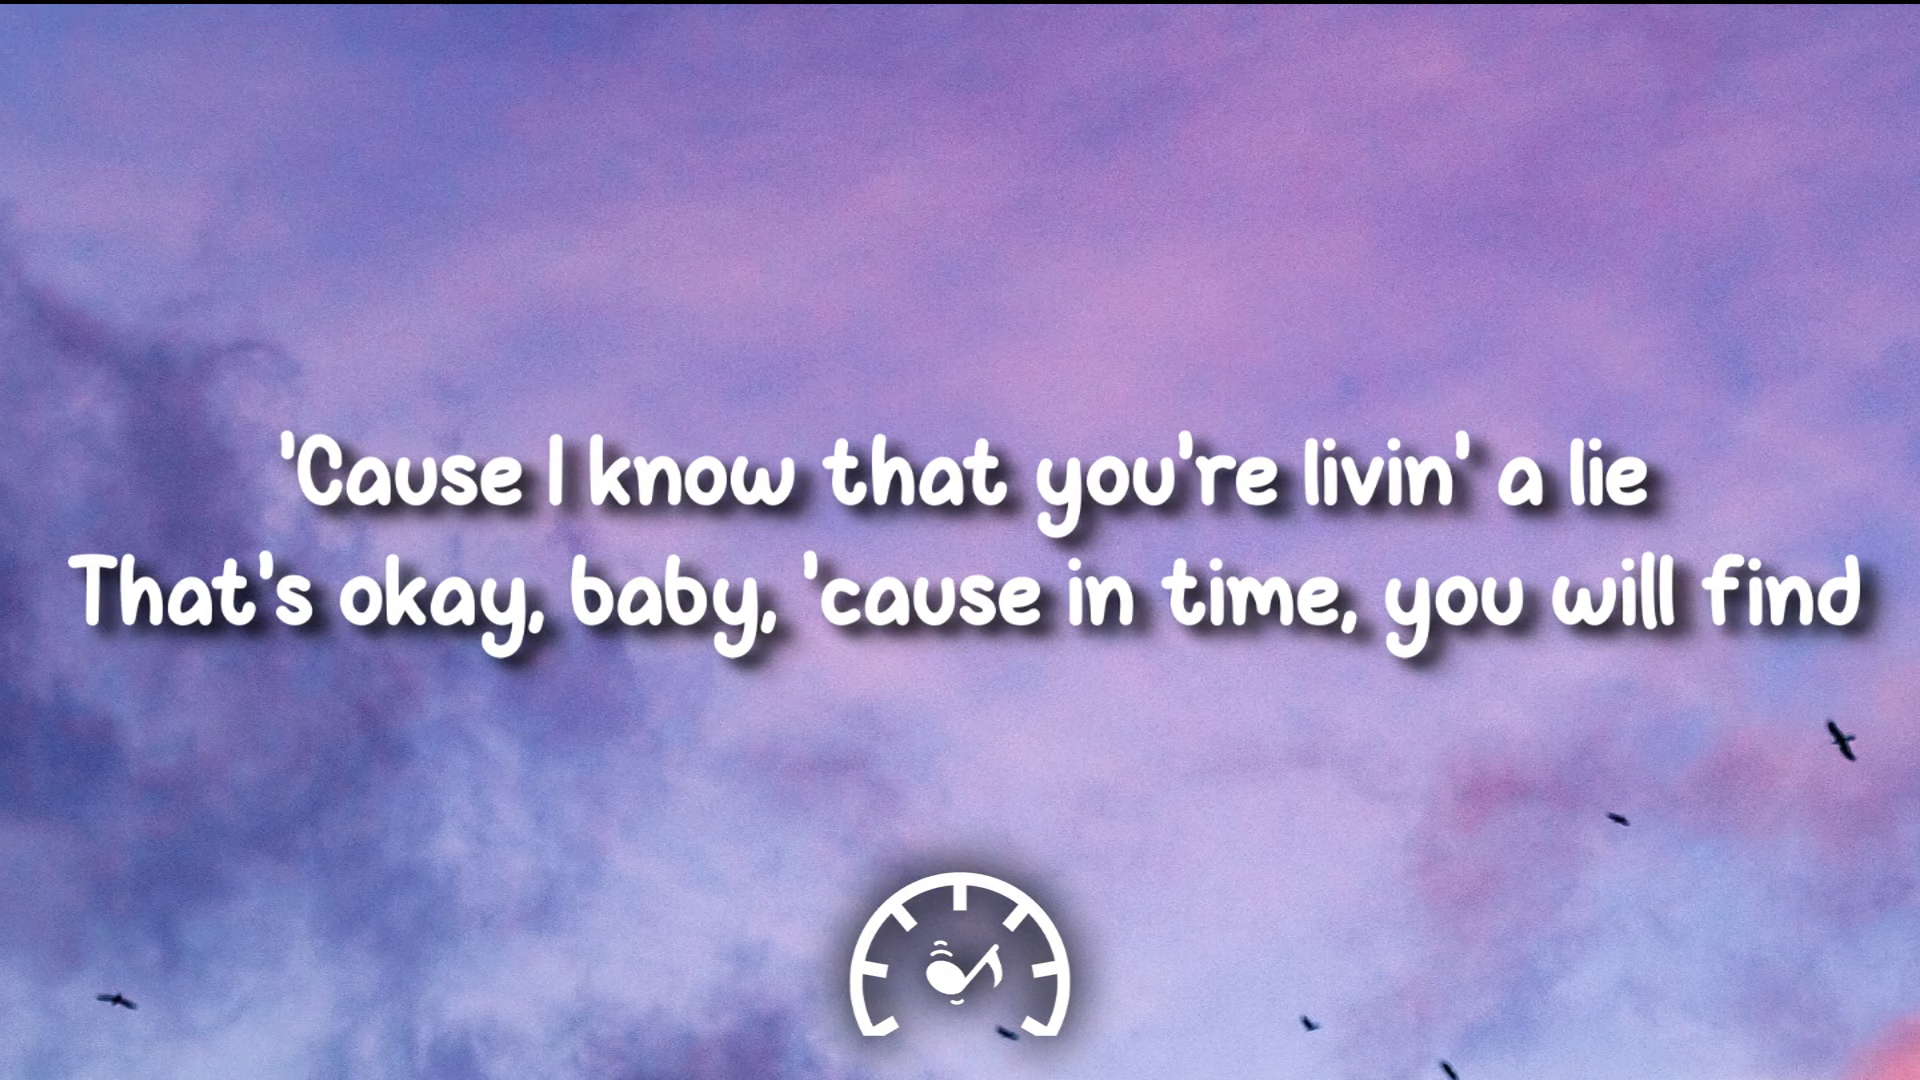 'Cause I know that you're livin' a lie
That's okay, baby, 'cause in time, you will find